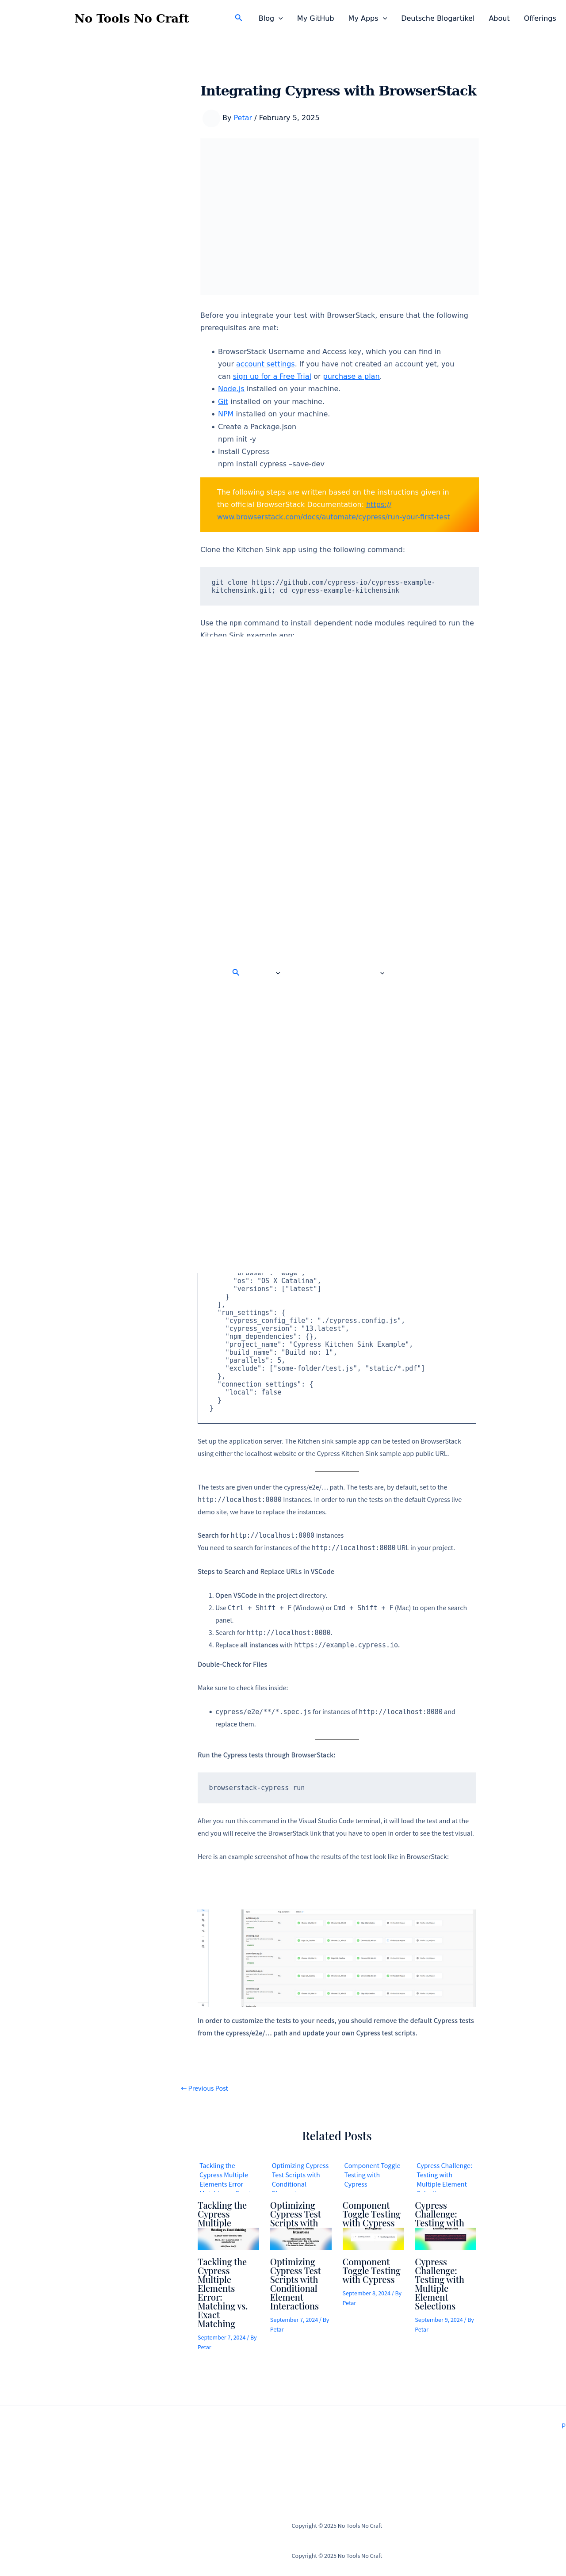 No Tools No Craft
Blog
My GitHub
My Apps
Deutsche Blogartikel
About
Offerings
Integrating Cypress with BrowserStack
By Petar / February 5, 2025
Before you integrate your test with BrowserStack, ensure that the following
prerequisites are met:
• BrowserStack Username and Access key, which you can find in
your account settings. If you have not created an account yet, you
can sign up for a Free Trial or purchase a plan.
• Node.js installed on your machine.
• Git installed on your machine.
• NPM installed on your machine.
• Create a Package.json
npm init -y
• Install Cypress
npm install cypress –save-dev
The following steps are written based on the instructions given in
the official BrowserStack Documentation: https://
www.browserstack.com/docs/automate/cypress/run-your-first-test
Clone the Kitchen Sink app using the following command:
git clone https://github.com/cypress-io/cypress-example-
kitchensink.git; cd cypress-example-kitchensink
Use the npm command to install dependent node modules required to run the
Kitchen Sink example app:
"browser": "edge",
"os": "OS X Catalina",
"versions": ["latest"]
}
],
"run_settings": {
"cypress_config_file": "./cypress.config.js",
"cypress_version": "13.latest",
"npm_dependencies": {},
"project_name": "Cypress Kitchen Sink Example",
"build_name": "Build no: 1",
"parallels": 5,
"exclude": ["some-folder/test.js", "static/*.pdf"]
},
"connection_settings": {
"local": false
}
}
Set up the application server. The Kitchen sink sample app can be tested on BrowserStack
using either the localhost website or the Cypress Kitchen Sink sample app public URL.
The tests are given under the cypress/e2e/… path. The tests are, by default, set to the
http://localhost:8080 Instances. In order to run the tests on the default Cypress live
demo site, we have to replace the instances.
Search for http://localhost:8080 instances
You need to search for instances of the http://localhost:8080 URL in your project.
Steps to Search and Replace URLs in VSCode
1. Open VSCode in the project directory.
2. Use Ctrl + Shift + F (Windows) or Cmd + Shift + F (Mac) to open the search
panel.
3. Search for http://localhost:8080.
4. Replace all instances with https://example.cypress.io.
Double-Check for Files
Make sure to check files inside:
• cypress/e2e/**/*.spec.js for instances of http://localhost:8080 and
replace them.
Run the Cypress tests through BrowserStack:
browserstack-cypress run
After you run this command in the Visual Studio Code terminal, it will load the test and at the
end you will receive the BrowserStack link that you have to open in order to see the test visual.
Here is an example screenshot of how the results of the test look like in BrowserStack:
In order to customize the tests to your needs, you should remove the default Cypress tests
from the cypress/e2e/… path and update your own Cypress test scripts.
← Previous Post
Related Posts
Tackling the
Cypress Multiple
Elements Error
Optimizing Cypress
Test Scripts with
Conditional
Component Toggle
Testing with
Cypress
Cypress Challenge:
Testing with
Multiple Element
Tackling the
Cypress
Multiple
Optimizing
Cypress Test
Scripts with
Component
Toggle Testing
with Cypress
Cypress
Challenge:
Testing with
Tackling the
Cypress
Multiple
Elements
Error:
Matching vs.
Exact
Matching
September 7, 2024 / By
Petar
Optimizing
Cypress Test
Scripts with
Conditional
Element
Interactions
September 7, 2024 / By
Petar
Component
Toggle Testing
with Cypress
September 8, 2024 / By
Petar
Cypress
Challenge:
Testing with
Multiple
Element
Selections
September 9, 2024 / By
Petar
P
Copyright © 2025 No Tools No Craft
Copyright © 2025 No Tools No Craft